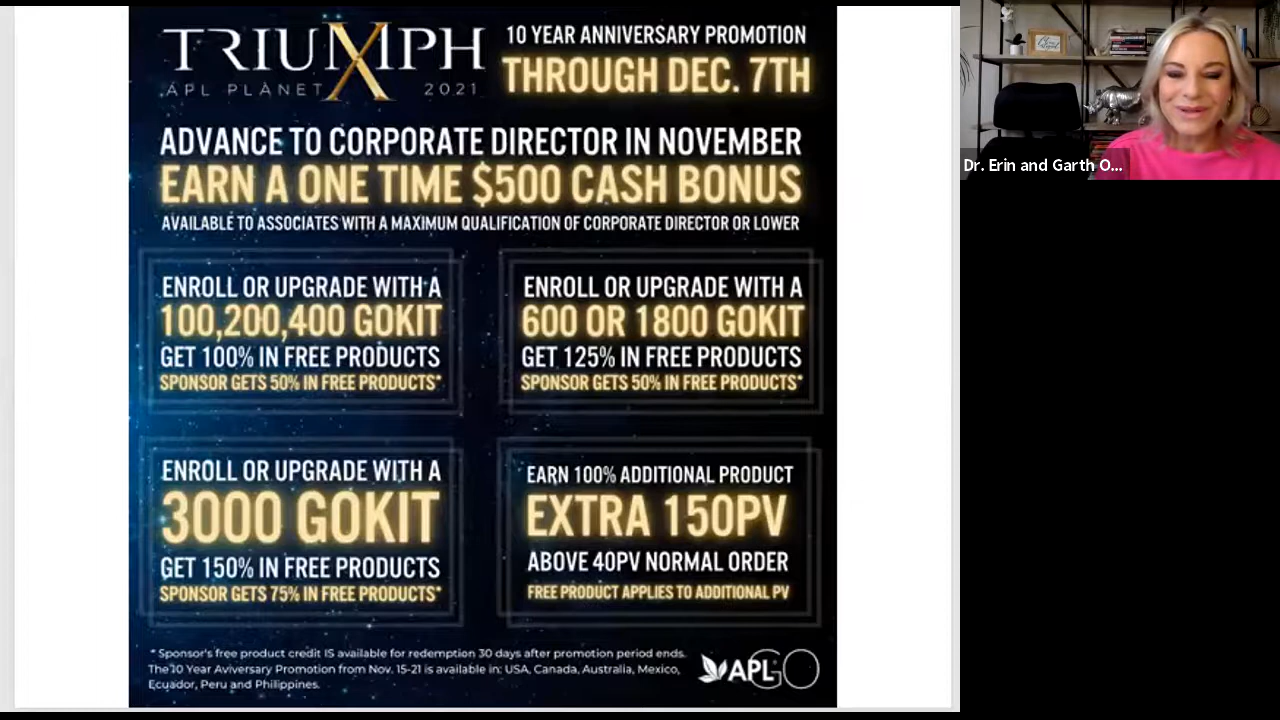 TRIUMPH
APL PLANET 2021
10 YEAR ANNIVERSARY PROMOTION
THROUGH DEC. 7TH
ADVANCE TO CORPORATE DIRECTOR IN NOVEMBER
EARN A ONE TIME $500 CASH BONUS
AVAILABLE TO ASSOCIATES WITH A MAXIMUM QUALIFICATION OF CORPORATE DIRECTOR OR LOWER
ENROLL OR UPGRADE WITH A
100,200,400 GOKIT
GET 100% IN FREE PRODUCTS
SPONSOR GETS 50% IN FREE PRODUCTS*
ENROLL OR UPGRADE WITH A
600 OR 1800 GOKIT
GET 125% IN FREE PRODUCTS
SPONSOR GETS 50% IN FREE PRODUCTS*
ENROLL OR UPGRADE WITH A
3000 GOKIT
GET 150% IN FREE PRODUCTS
SPONSOR GETS 75% IN FREE PRODUCTS*
EARN 100% ADDITIONAL PRODUCT
EXTRA 150PV
ABOVE 40PV NORMAL ORDER
FREE PRODUCT APPLIES TO ADDITIONAL PV
* Sponsor's free product credit IS available for redemption 30 days after promotion period ends.
The 10 Year Aviversary Promotion from Nov. 15-21 is available in: USA, Canada, Australia, Mexico,
Ecuador, Peru and Philippines.
APLGO
Dr. Erin and Garth O...